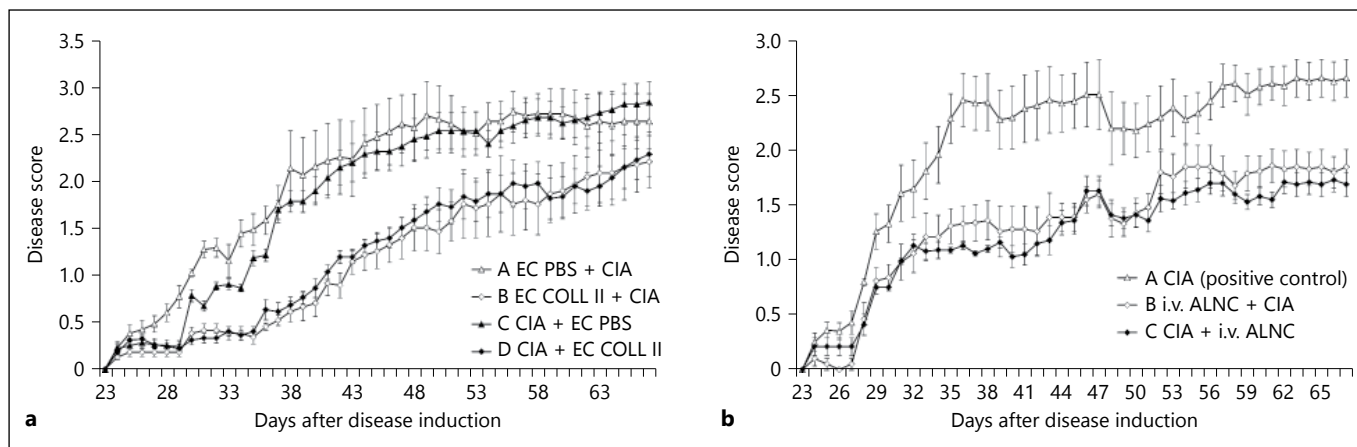 3.5
3.0
2.5
2.0
1.5
1.0
0.5
0
Disease score
23 28 33 38 43 48 53 58 63
Days after disease induction
A EC PBS + CIA
B EC COLL II + CIA
C CIA + EC PBS
D CIA + EC COLL II
a
3.0
2.5
2.0
1.5
1.0
0.5
0
Disease score
23 26 29 32 35 38 41 44 47 50 53 56 59 62 65
Days after disease induction
A CIA (positive control)
B i.v. ALNC + CIA
C CIA + i.v. ALNC
b